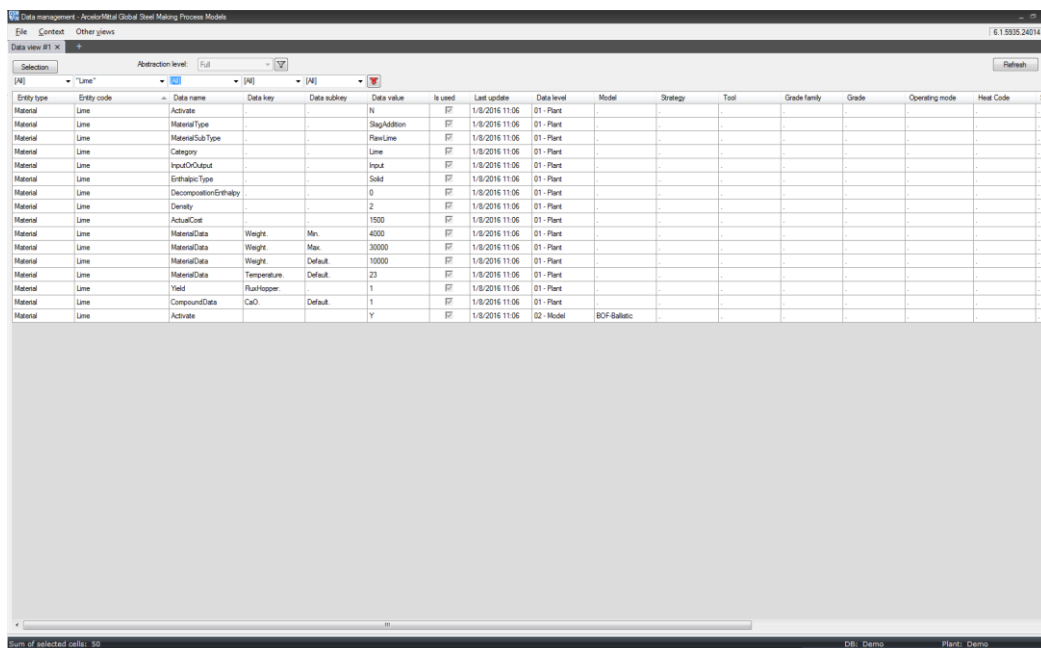 Data management - ArcelorMittal Global Steel Making Process Models
File Context Other views 6.1.5935.24014
Data view #1 × +
Selection Abstraction level: Full Refresh
[All] "Lime" [All] [All] [All]
Entity type Entity code Data name Data key Data subkey Data value Is used Last update Data level Model Strategy Tool Grade family Grade Operating mode Heat Code
Material Lime Activate . . N 1/8/2016 11:06 01 - Plant . . . . . . .
Material Lime MaterialType . . SlagAddition 1/8/2016 11:06 01 - Plant . . . . . . .
Material Lime MaterialSubType . . RawLime 1/8/2016 11:06 01 - Plant . . . . . . .
Material Lime Category . . Lime 1/8/2016 11:06 01 - Plant . . . . . . .
Material Lime InputOrOutput . . Input 1/8/2016 11:06 01 - Plant . . . . . . .
Material Lime EnthalpicType . . Solid 1/8/2016 11:06 01 - Plant . . . . . . .
Material Lime DecompositionEnthalpy . . 0 1/8/2016 11:06 01 - Plant . . . . . . .
Material Lime Density . . 2 1/8/2016 11:06 01 - Plant . . . . . . .
Material Lime ActualCost . . 1500 1/8/2016 11:06 01 - Plant . . . . . . .
Material Lime MaterialData Weight. Min. 4000 1/8/2016 11:06 01 - Plant . . . . . . .
Material Lime MaterialData Weight. Max. 30000 1/8/2016 11:06 01 - Plant . . . . . . .
Material Lime MaterialData Weight. Default. 10000 1/8/2016 11:06 01 - Plant . . . . . . .
Material Lime MaterialData Temperature. Default. 23 1/8/2016 11:06 01 - Plant . . . . . . .
Material Lime Yield FluxHopper. . 1 1/8/2016 11:06 01 - Plant . . . . . . .
Material Lime CompoundData CaO. Default. 1 1/8/2016 11:06 01 - Plant . . . . . . .
Material Lime Activate . . Y 1/8/2016 11:06 02 - Model BOF-Ballistic . . . . . .
Sum of selected cells: 50 DB: Demo Plant: Demo